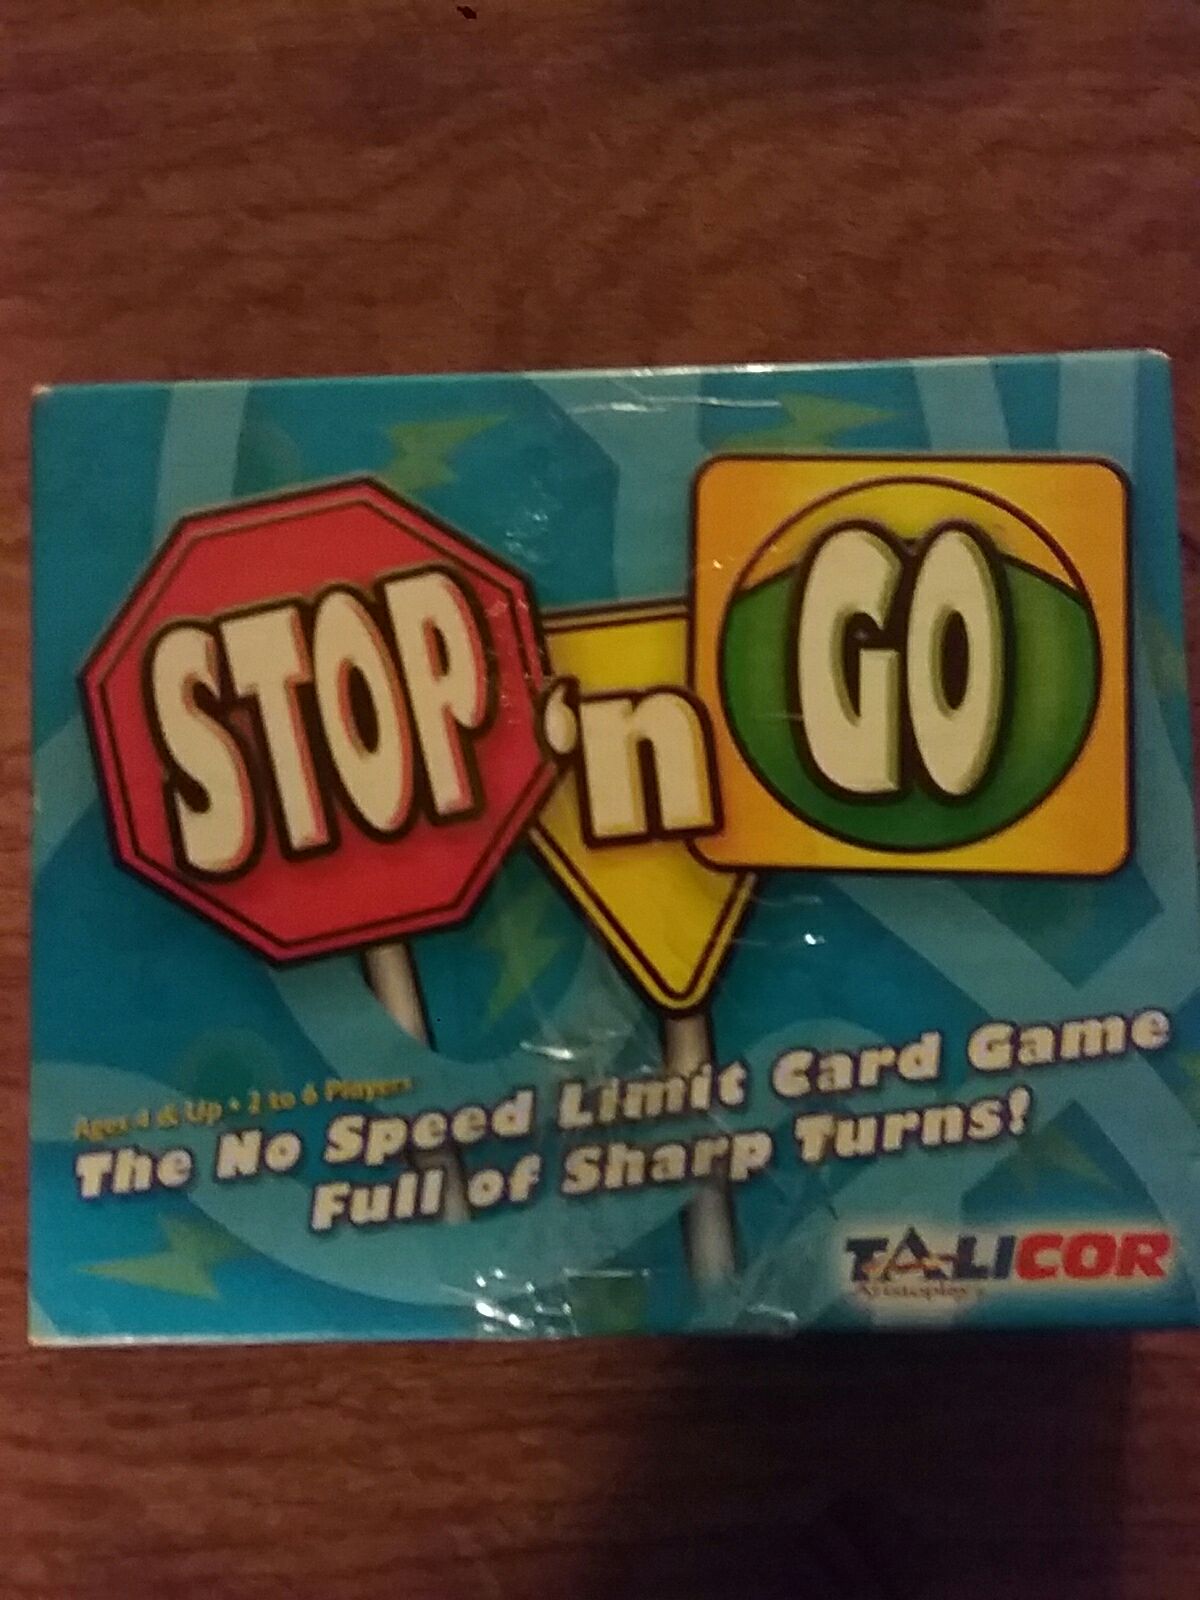 STOP 'n GO
Ages 4 & Up • 2 to 6 Players
The No Speed Limit Card Game
Full of Sharp Turns!
TALICOR
Aristoplay